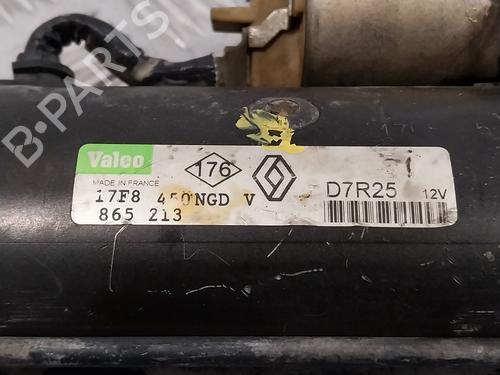 B-PARTS
Valeo
MADE IN FRANCE
176
17F8 450NGD V
865 213
D7R25
12V